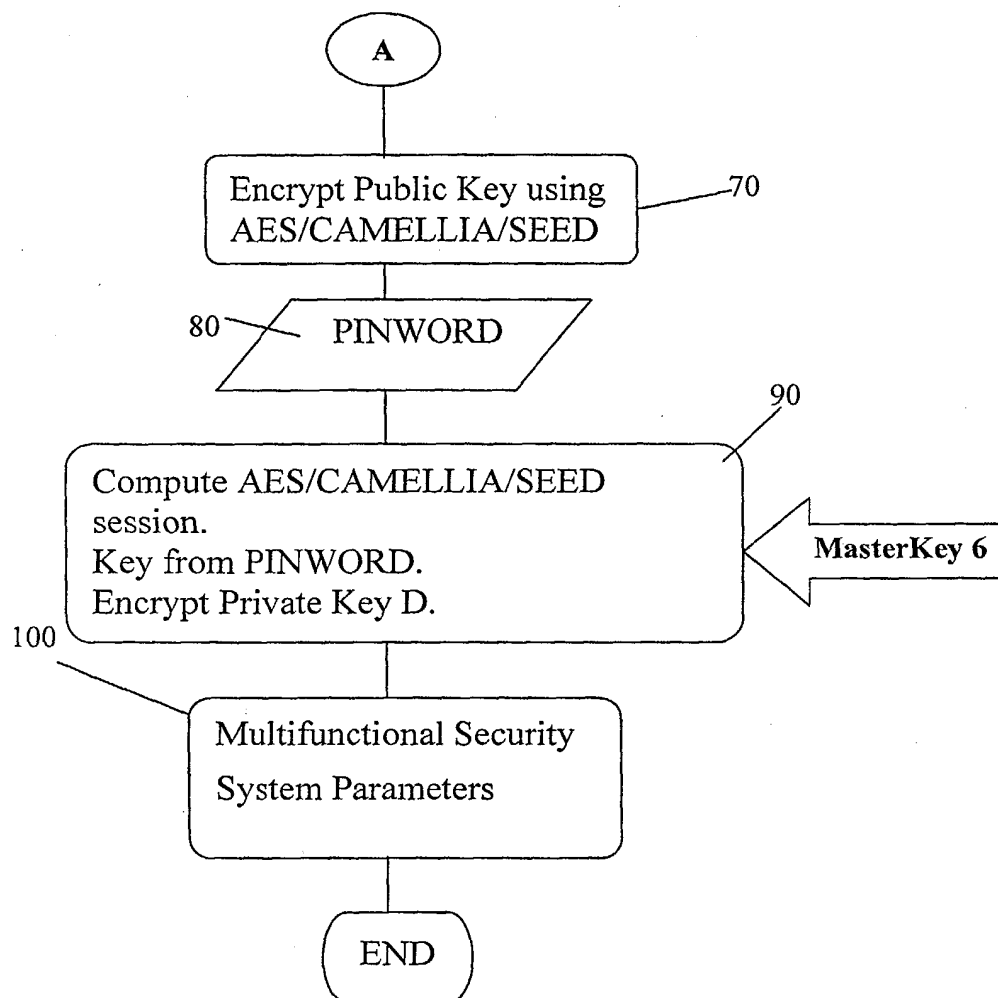 A
Encrypt Public Key using
AES/CAMELLIA/SEED
70
80
PINWORD
90
Compute AES/CAMELLIA/SEED
session.
Key from PINWORD.
Encrypt Private Key D.
MasterKey 6
100
Multifunctional Security
System Parameters
END